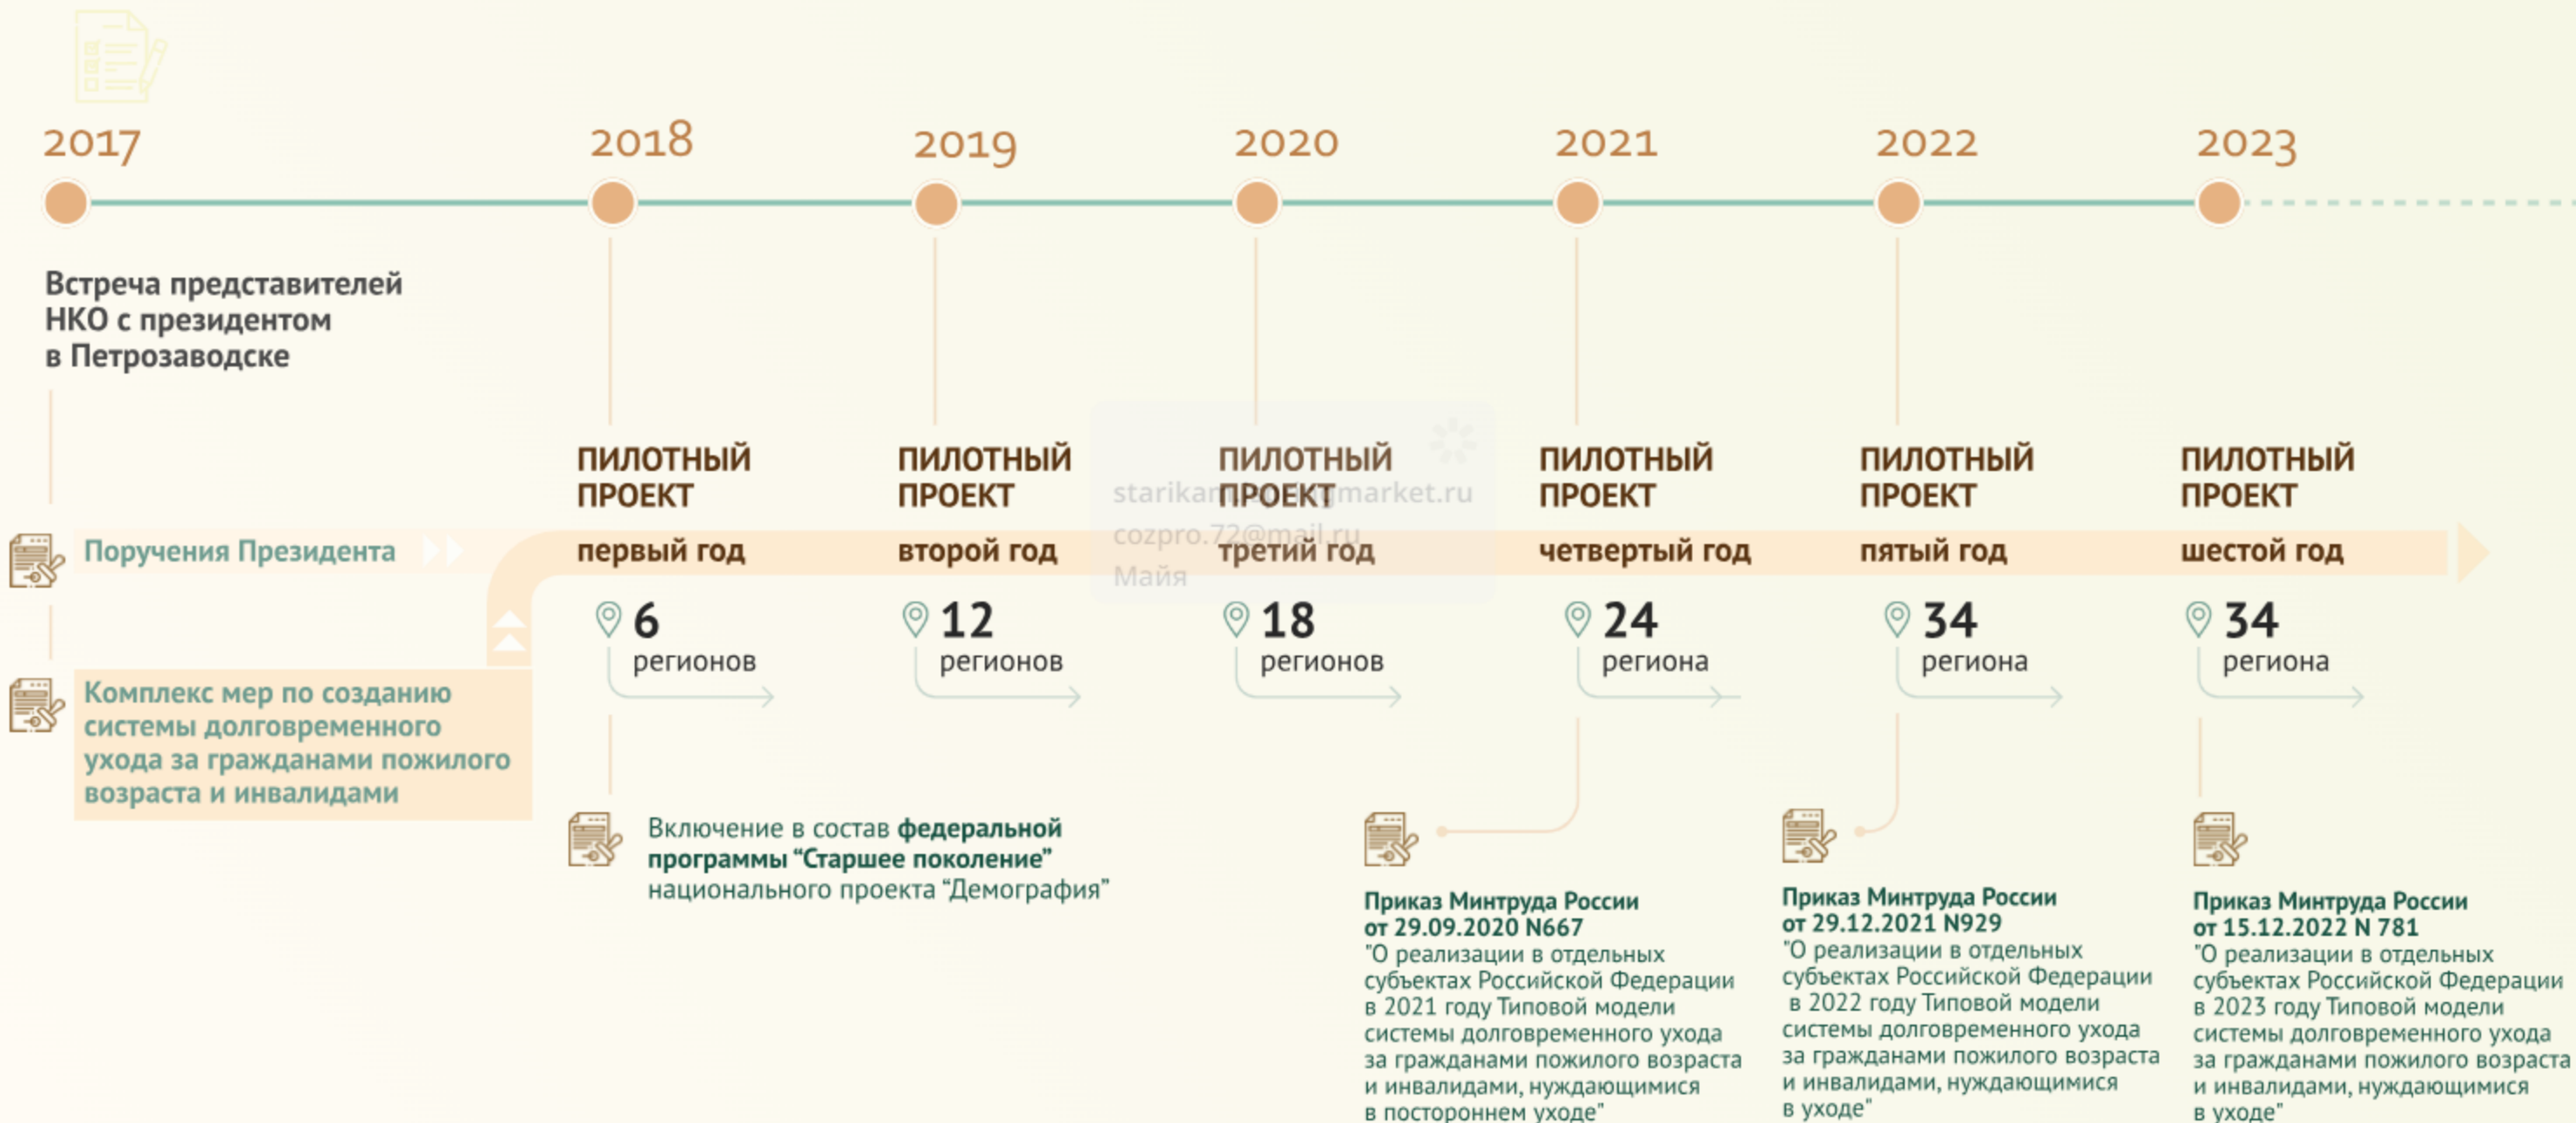 2017
2018
2019
2020
2021
2022
2023
Встреча представителей
НКО с президентом
в Петрозаводске
Поручения Президента
Комплекс мер по созданию
системы долговременного
ухода за гражданами пожилого
возраста и инвалидами
ПИЛОТНЫЙ
ПРОЕКТ
первый год
6
регионов
Включение в состав федеральной
программы “Старшее поколение”
национального проекта “Демография”
ПИЛОТНЫЙ
ПРОЕКТ
второй год
12
регионов
ПИЛОТНЫЙ
ПРОЕКТ
третий год
18
регионов
cozpro.72@mail.ru
Майя
ПИЛОТНЫЙ
ПРОЕКТ
четвертый год
24
региона
Приказ Минтруда России
от 29.09.2020 N667
"О реализации в отдельных
субъектах Российской Федерации
в 2021 году Типовой модели
системы долговременного ухода
за гражданами пожилого возраста
и инвалидами, нуждающимися
в постороннем уходе"
ПИЛОТНЫЙ
ПРОЕКТ
пятый год
34
региона
Приказ Минтруда России
от 29.12.2021 N929
"О реализации в отдельных
субъектах Российской Федерации
в 2022 году Типовой модели
системы долговременного ухода
за гражданами пожилого возраста
и инвалидами, нуждающимися
в уходе"
ПИЛОТНЫЙ
ПРОЕКТ
шестой год
34
региона
Приказ Минтруда России
от 15.12.2022 N 781
"О реализации в отдельных
субъектах Российской Федерации
в 2023 году Типовой модели
системы долговременного ухода
за гражданами пожилого возраста
и инвалидами, нуждающимися
в уходе"